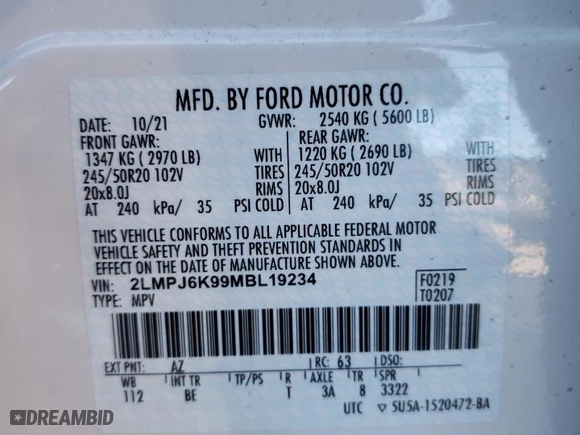 MFD. BY FORD MOTOR CO.
DATE: 10/21 GVWR: 2540 KG ( 5600 LB)
FRONT GAWR: REAR GAWR:
1347 KG ( 2970 LB) WITH 1220 KG ( 2690 LB) WITH
245/50R20 102V TIRES 245/50R20 102V TIRES
20x8.0J RIMS 20x8.0J RIMS
AT 240 kPa/ 35 PSI COLD AT 240 kPa/ 35 PSI COLD
THIS VEHICLE CONFORMS TO ALL APPLICABLE FEDERAL MOTOR
VEHICLE SAFETY AND THEFT PREVENTION STANDARDS IN
EFFECT ON THE DATE OF MANUFACTURE SHOWN ABOVE.
VIN: 2LMPJ6K99MBL19234 F0219
TYPE: MPV T0207
EXT PNT: AZ RC: 63 DSO:
WB INT TR TP/PS R AXLE TR SPR
112 BE T 3A 8 3322
UTC ▽ 5U5A-1520472-BA
DREAMBID